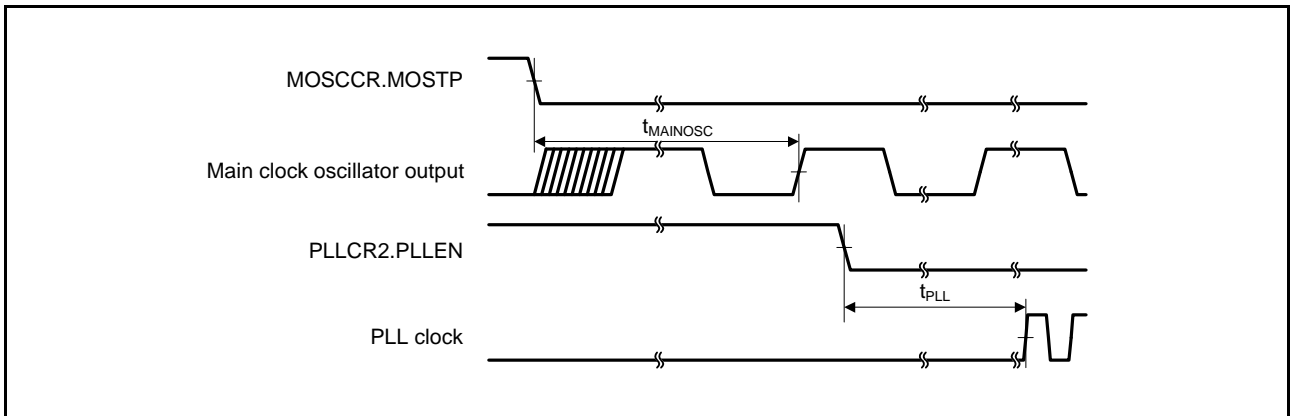 MOSCCR.MOSTP
tMAINOSC
Main clock oscillator output
PLLCR2.PLLEN
tPLL
PLL clock